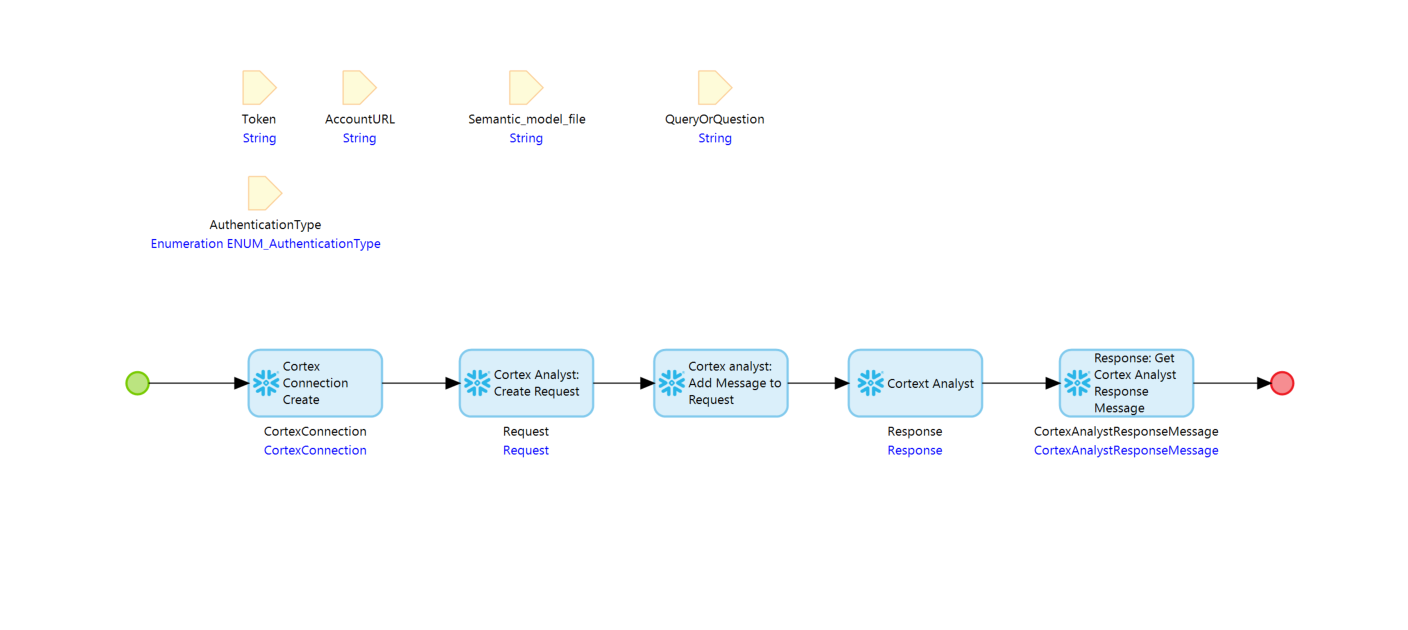 Token
String
AccountURL
String
Semantic_model_file
String
QueryOrQuestion
String
AuthenticationType
Enumeration ENUM_AuthenticationType
Cortex
Connection
Create
CortexConnection
CortexConnection
Cortex Analyst:
Create Request
Request
Request
Cortex analyst:
Add Message to
Request
Cortext Analyst
Response
Response
Response: Get
Cortex Analyst
Response
Message
CortexAnalystResponseMessage
CortexAnalystResponseMessage